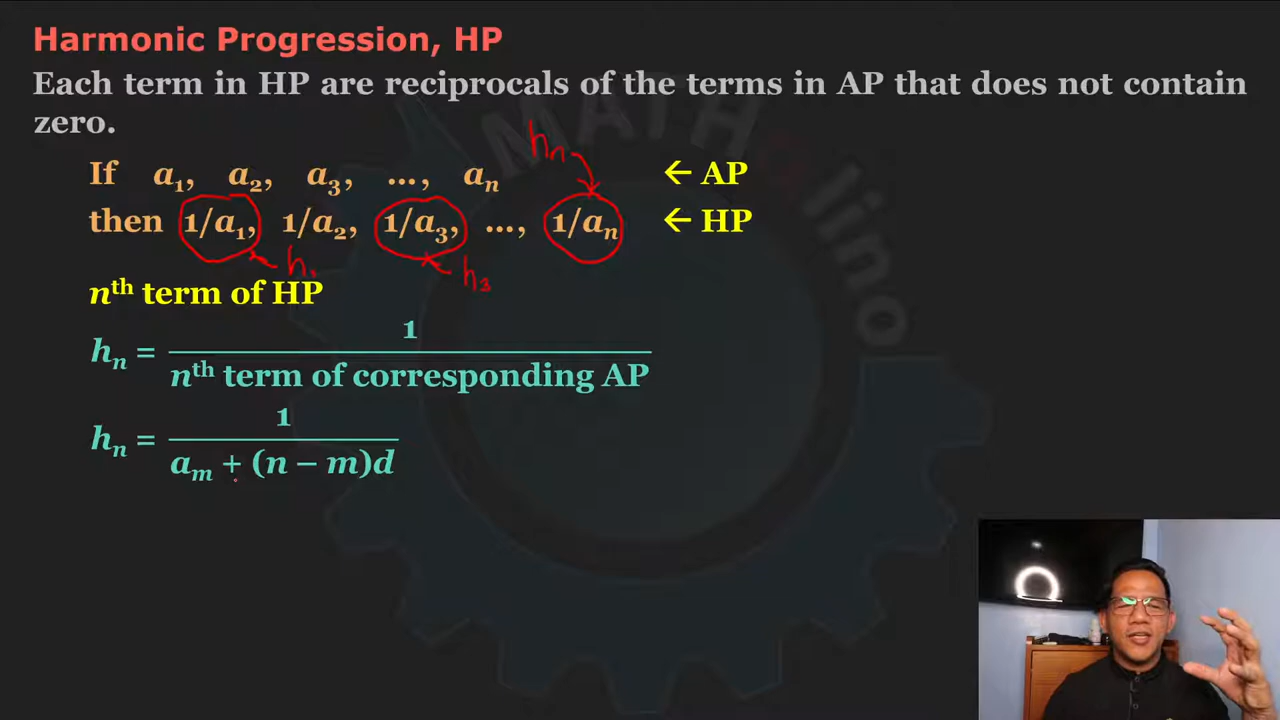 Harmonic Progression, HP
Each term in HP are reciprocals of the terms in AP that does not contain
zero.
hₙ
If a₁, a₂, a₃, ..., aₙ ← AP
then 1/a₁, 1/a₂, 1/a₃, ..., 1/aₙ ← HP
h₁ h₃
nᵗʰ term of HP
1
hₙ =
nᵗʰ term of corresponding AP
1
hₙ =
aₘ + (n − m)d
MATHalino